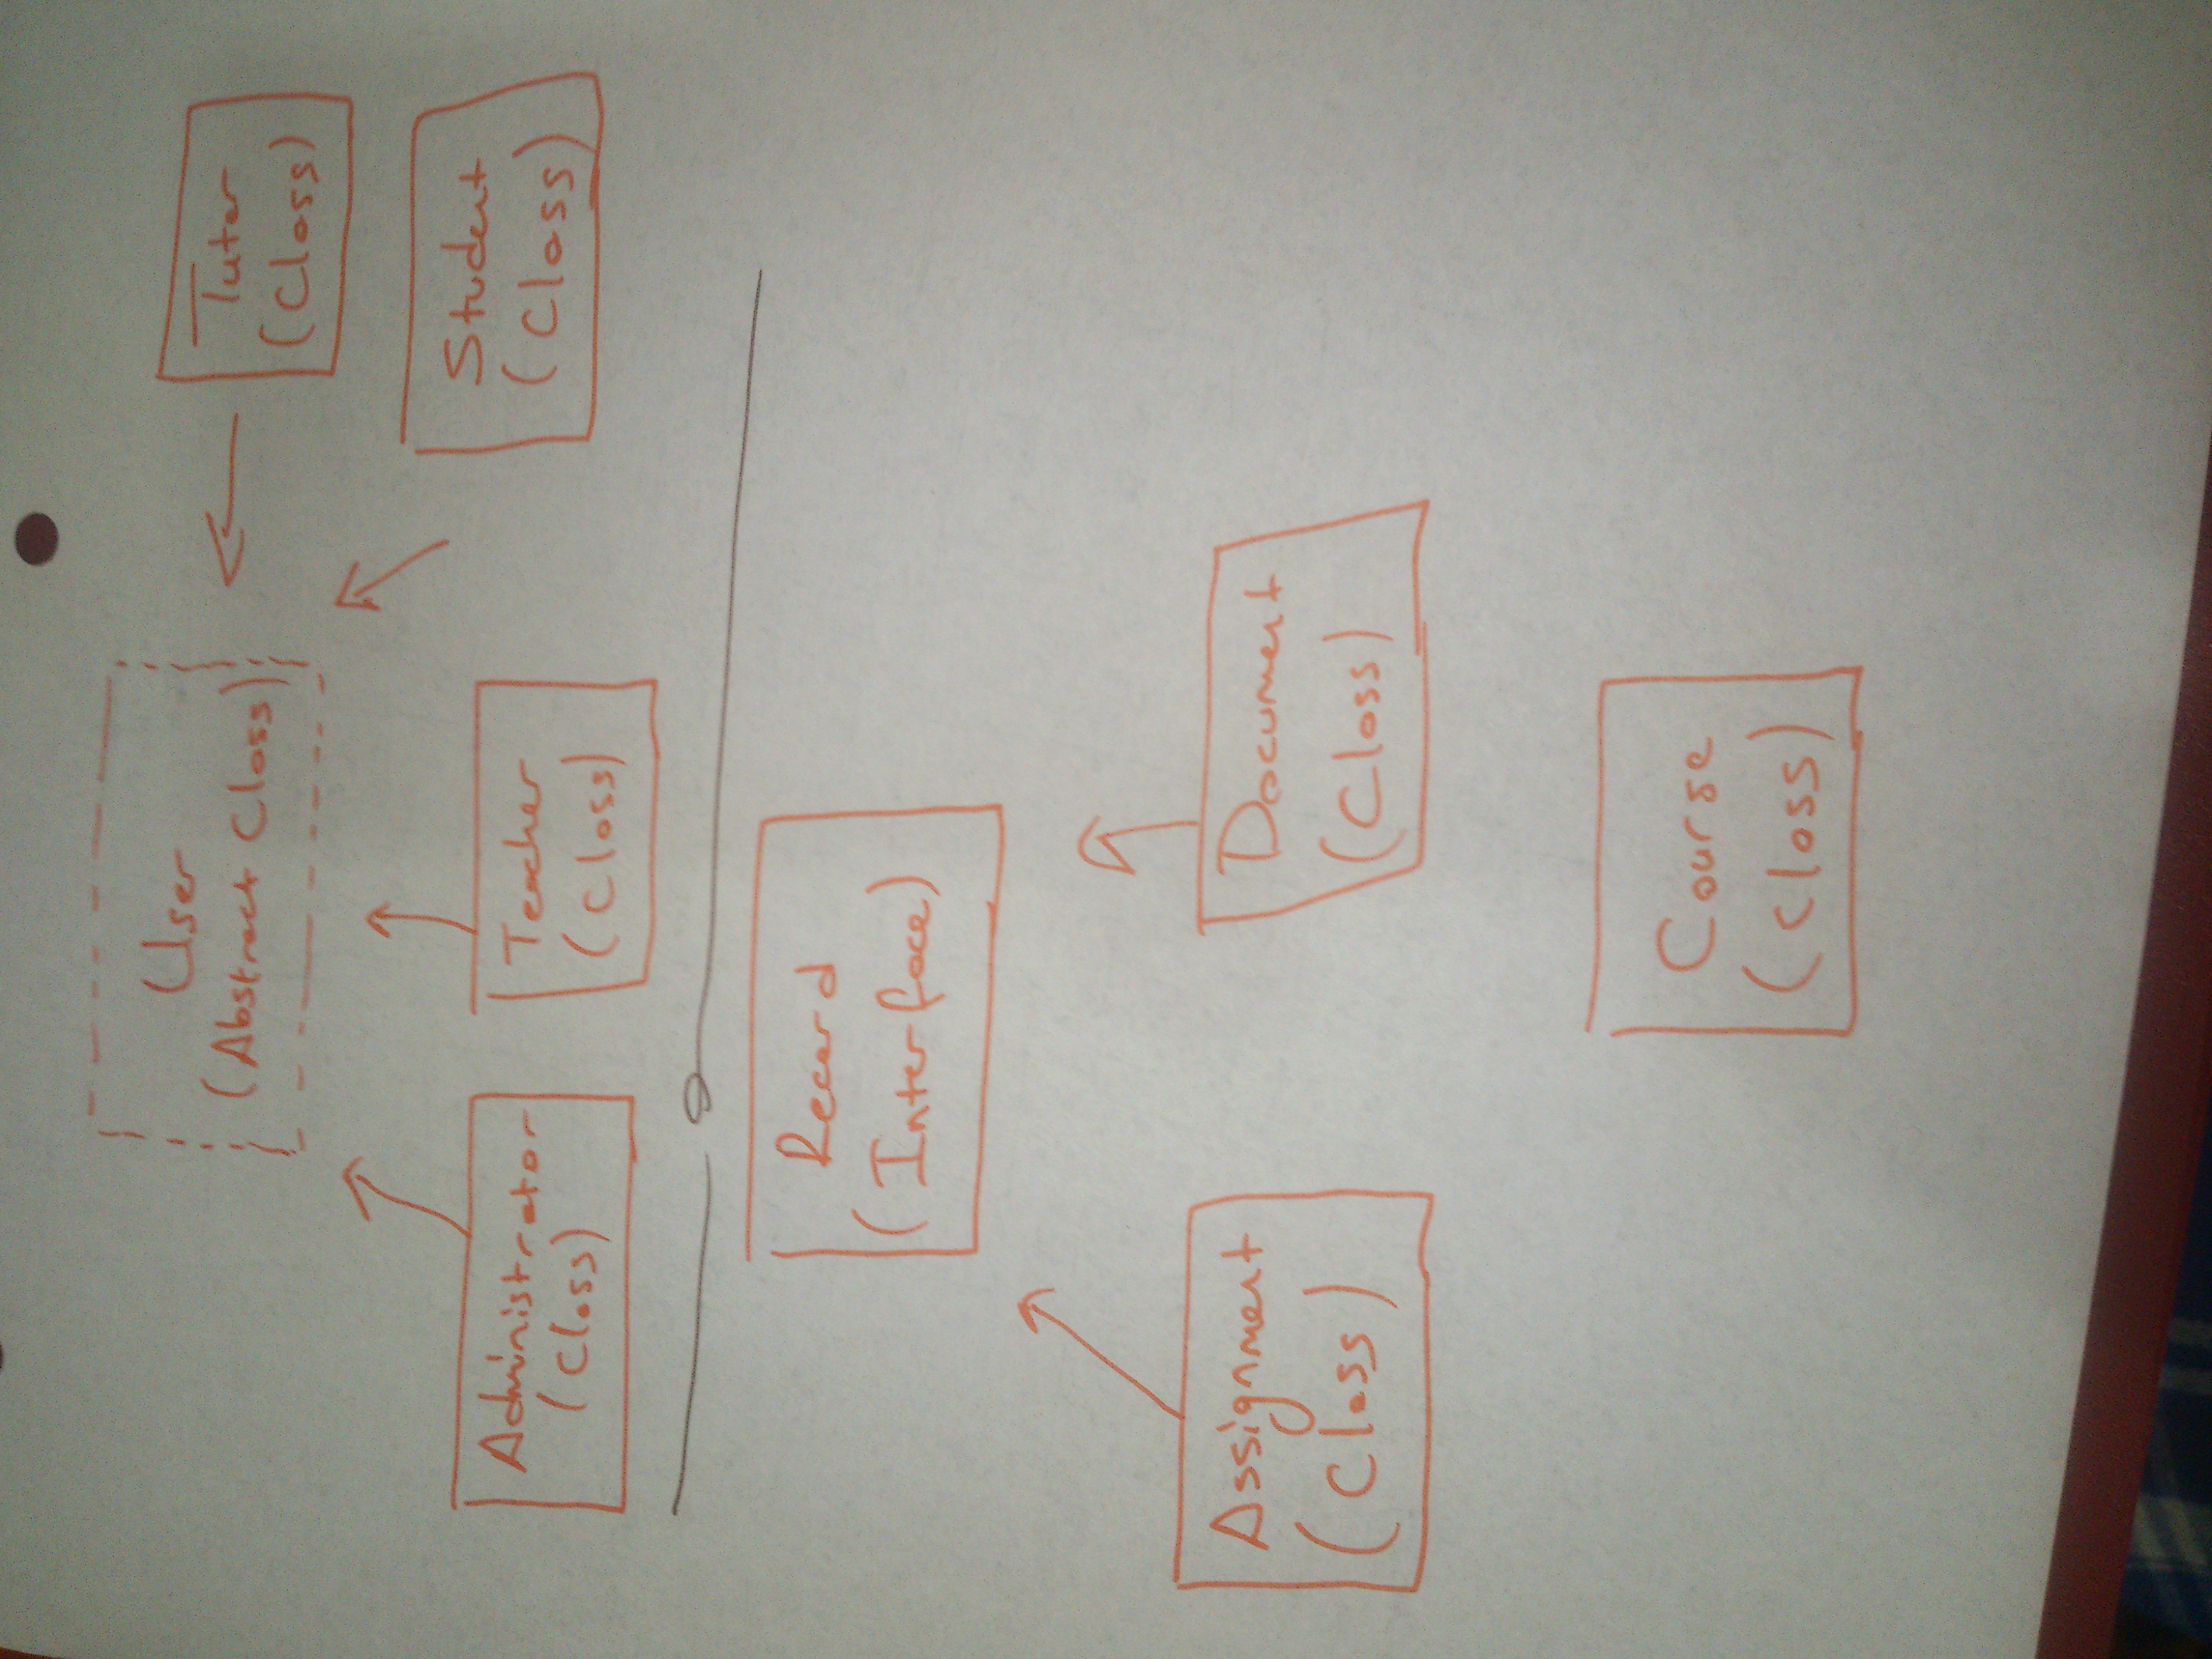 User
(Abstract Class)
Tutor
(Class)
Administrator
(Class)
Teacher
(Class)
Student
(Class)
Record
(Interface)
Assignment
(Class)
Document
(Class)
Course
(Class)